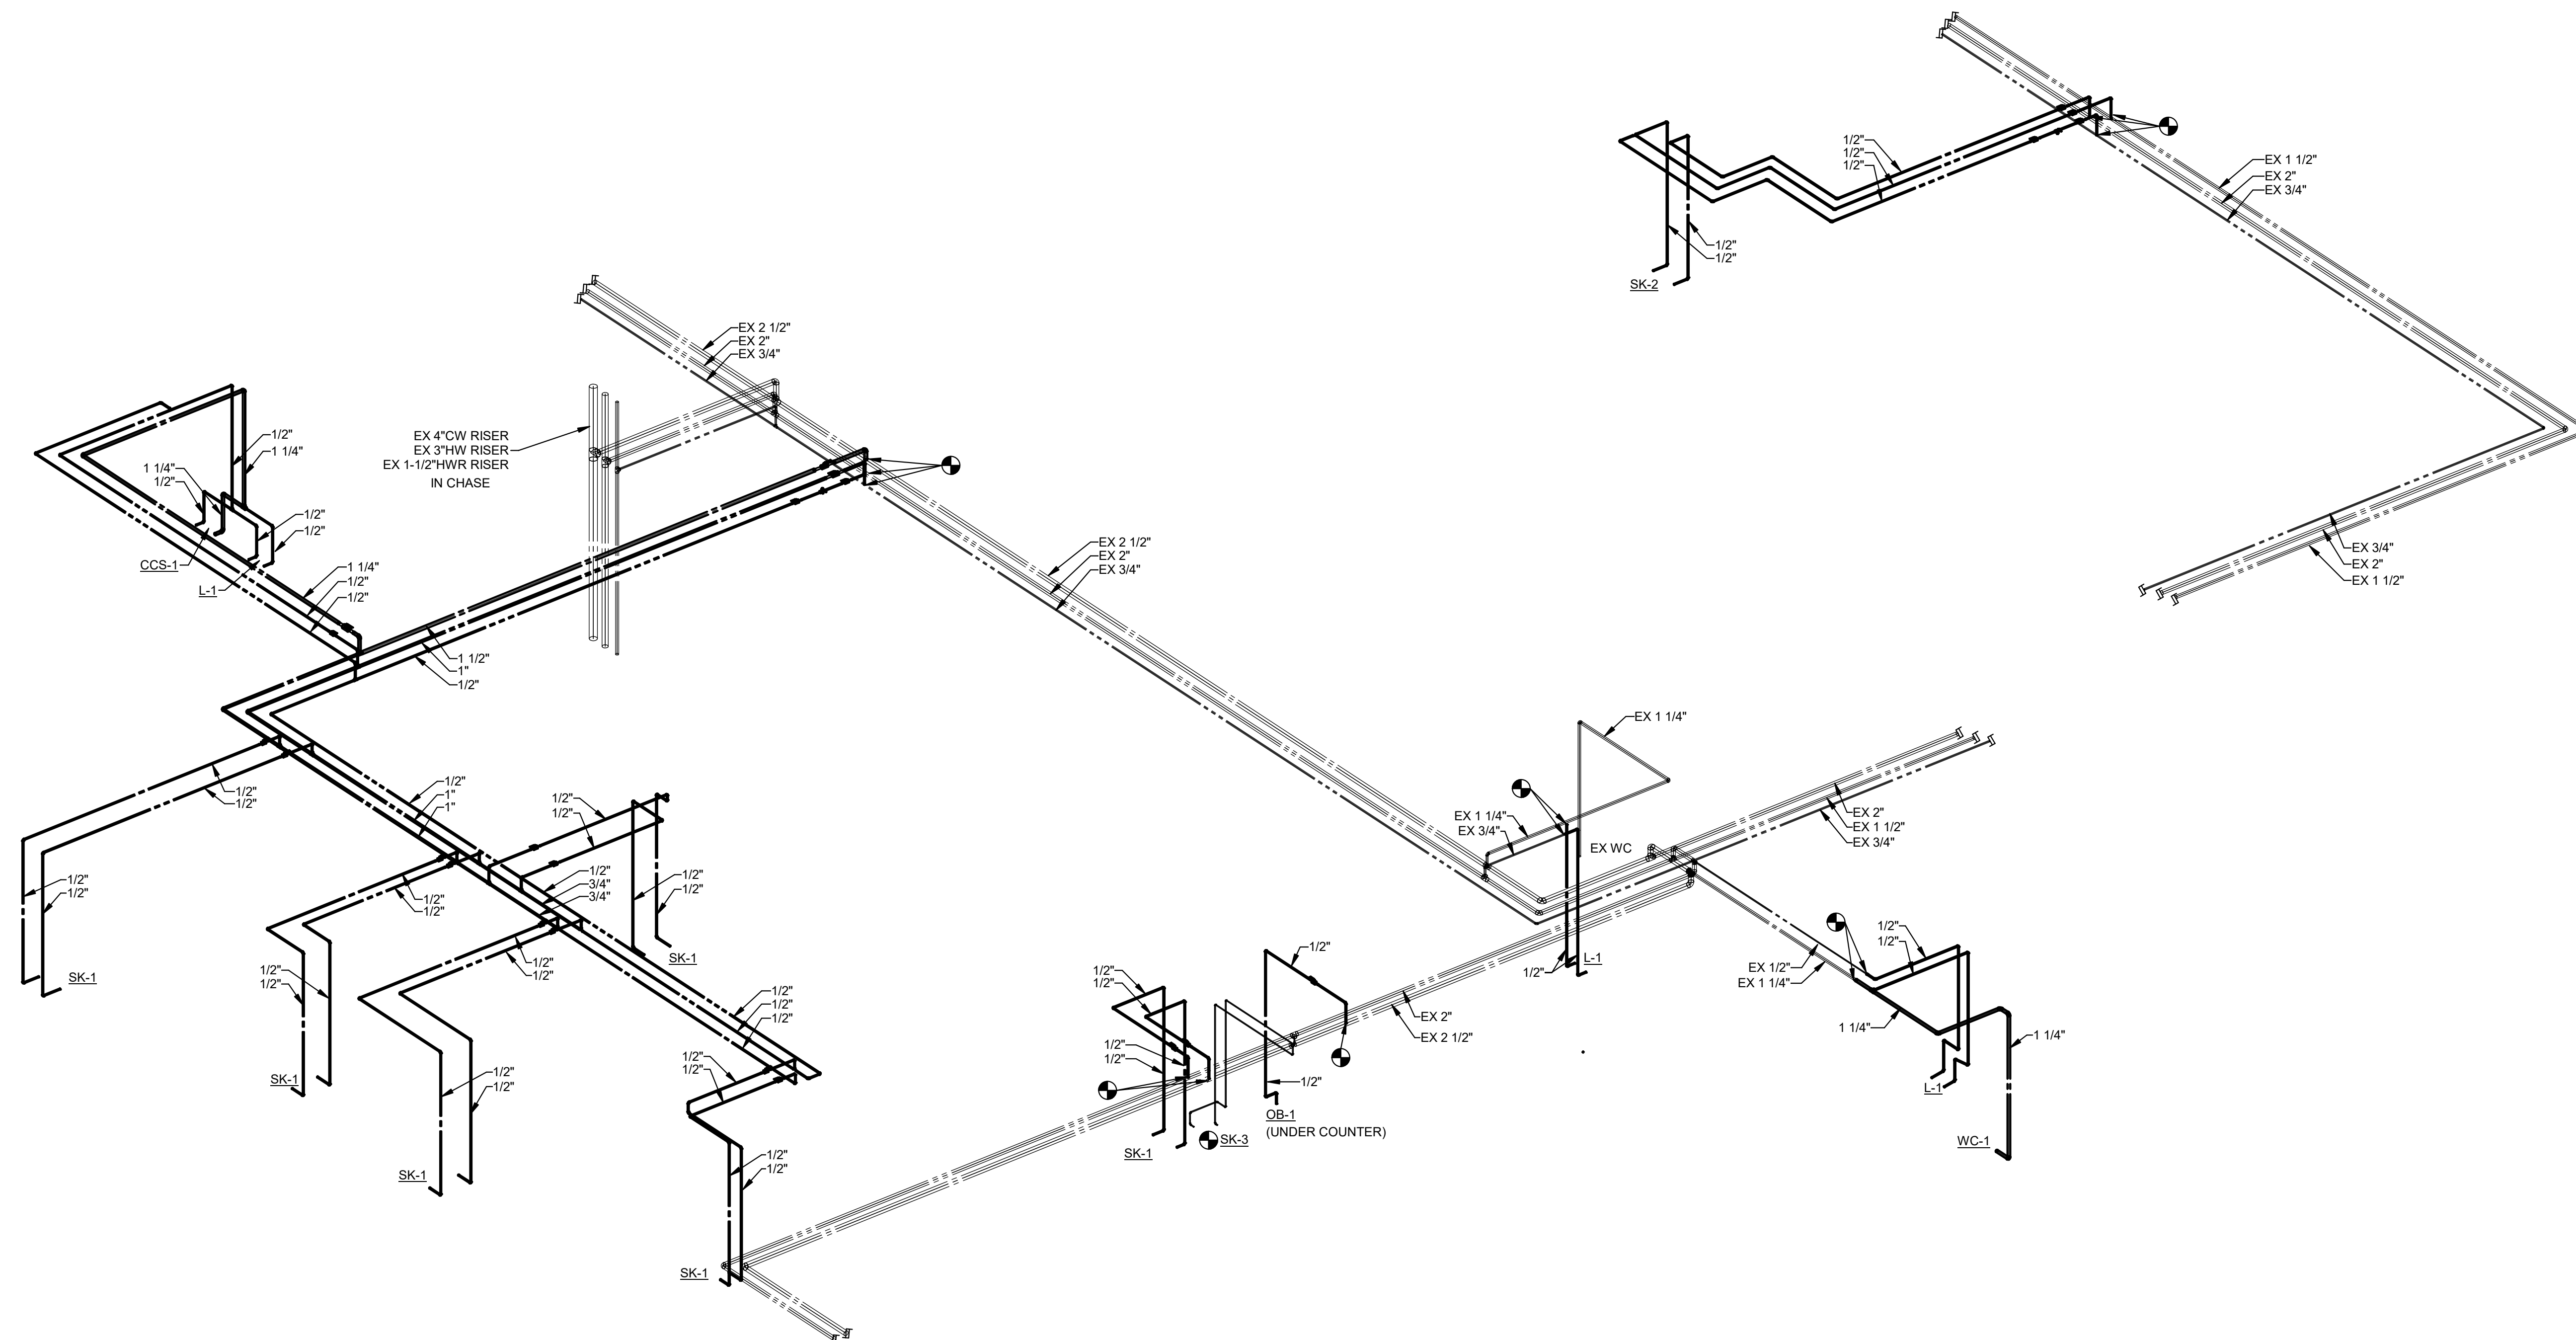 1/2"
1/2"
1/2"
EX 1 1/2"
EX 2"
EX 3/4"
1/2"
1/2"
SK-2
EX 2 1/2"
EX 2"
EX 3/4"
EX 4"CW RISER
EX 3"HW RISER
EX 1-1/2"HWR RISER
IN CHASE
1/2"
1 1/4"
1 1/4"
1/2"
1/2"
1/2"
CCS-1
L-1
1 1/4"
1/2"
1/2"
EX 2 1/2"
EX 2"
EX 3/4"
EX 3/4"
EX 2"
EX 1 1/2"
1 1/2"
1"
1/2"
EX 1 1/4"
1/2"
1/2"
1/2"
1"
1"
1/2"
1/2"
EX 1 1/4"
EX 3/4"
EX WC
EX 2"
EX 1 1/2"
EX 3/4"
1/2"
1/2"
1/2"
1/2"
1/2"
3/4"
3/4"
1/2"
1/2"
SK-1
SK-1
1/2"
1/2"
1/2"
1/2"
SK-1
1/2"
1/2"
1/2"
1/2"
1/2"
1/2"
1/2"
1/2"
L-1
1/2"
1/2"
EX 1/2"
EX 1 1/4"
1 1/4"
1 1/4"
L-1
WC-1
EX 2"
EX 2 1/2"
1/2"
1/2"
1/2"
OB-1
(UNDER COUNTER)
SK-3
SK-1
1/2"
1/2"
1/2"
1/2"
SK-1
1/2"
1/2"
SK-1